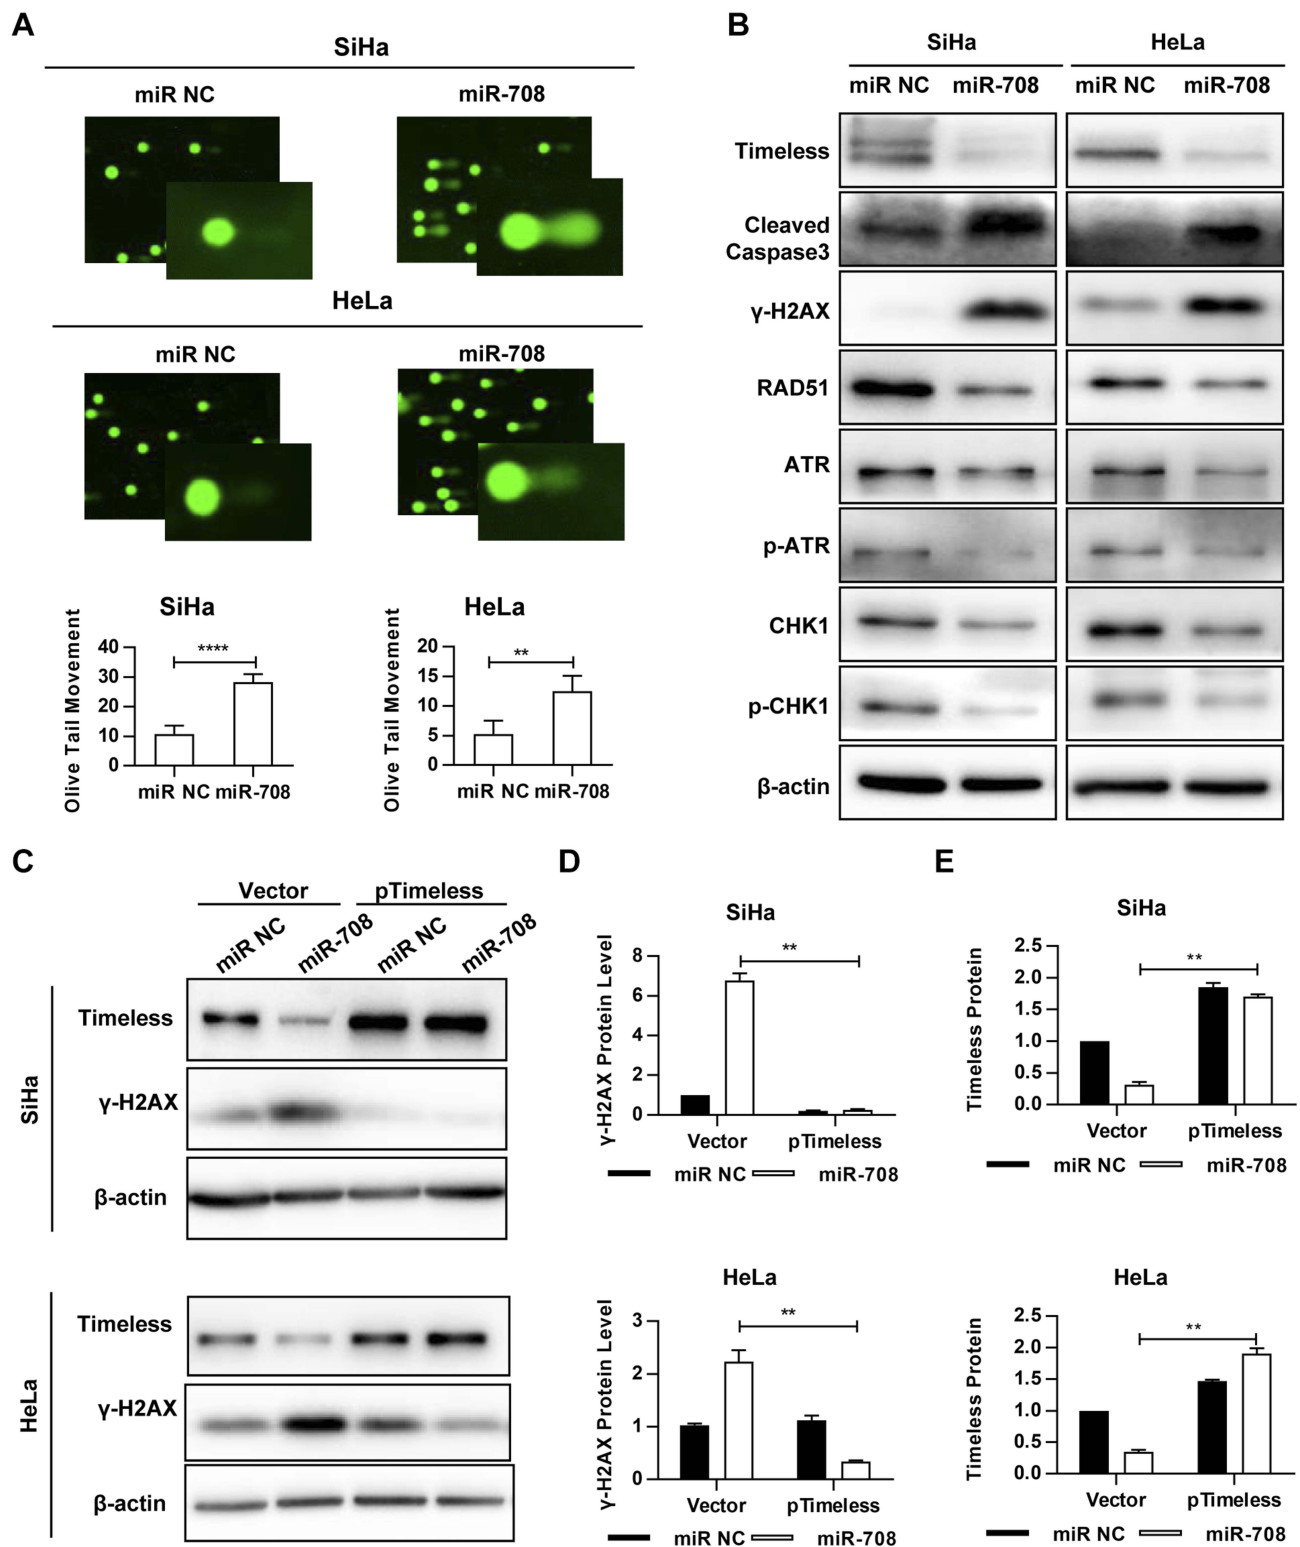 A
SiHa
miR NC miR-708
HeLa
miR NC miR-708
SiHa
Olive Tail Movement
40
30
20
10
0
****
miR NC miR-708
HeLa
Olive Tail Movement
20
15
10
5
0
**
miR NC miR-708
B
SiHa HeLa
miR NC miR-708 miR NC miR-708
Timeless
Cleaved
Caspase3
γ-H2AX
RAD51
ATR
p-ATR
CHK1
p-CHK1
β-actin
C
Vector pTimeless
miR NC miR-708 miR NC miR-708
SiHa
Timeless
γ-H2AX
β-actin
HeLa
Timeless
γ-H2AX
β-actin
D
SiHa
γ-H2AX Protein Level
8
6
4
2
0
**
Vector pTimeless
miR NC miR-708
HeLa
γ-H2AX Protein Level
3
2
1
0
**
Vector pTimeless
miR NC miR-708
E
SiHa
Timeless Protein
2.5
2.0
1.5
1.0
0.5
0.0
**
Vector pTimeless
miR NC miR-708
HeLa
Timeless Protein
2.5
2.0
1.5
1.0
0.5
0.0
**
Vector pTimeless
miR NC miR-708